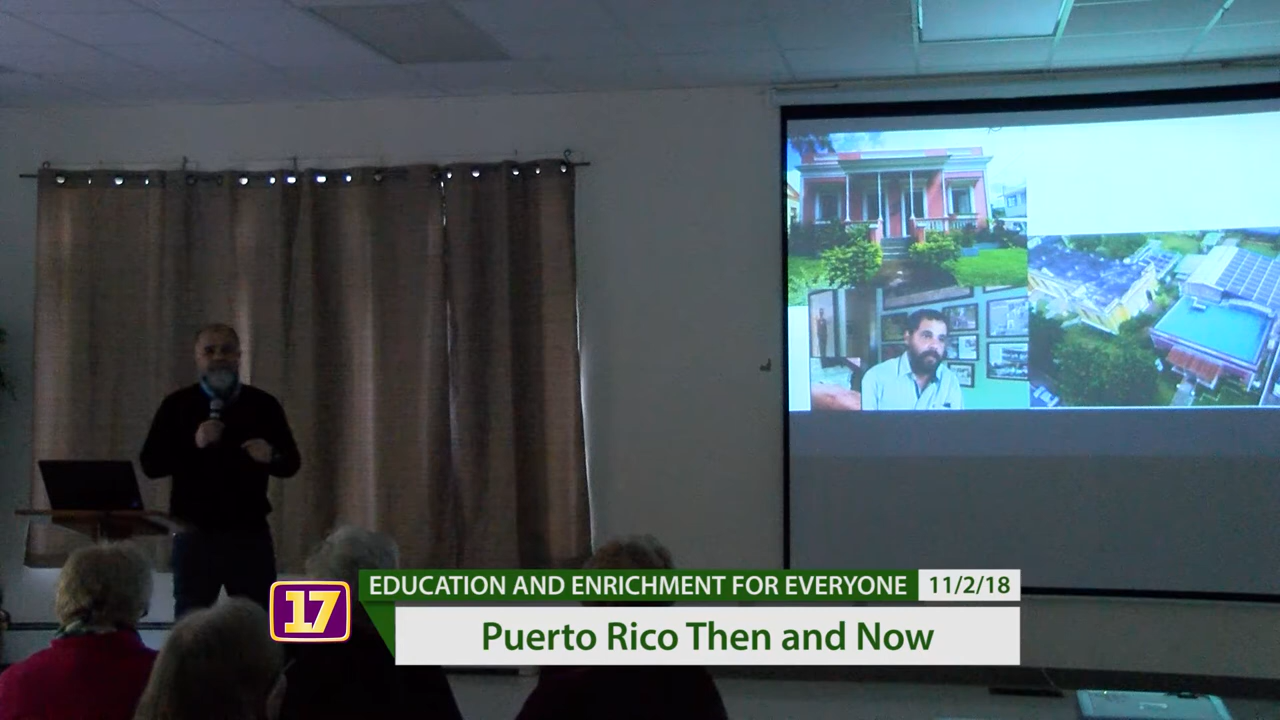 17
EDUCATION AND ENRICHMENT FOR EVERYONE
11/2/18
Puerto Rico Then and Now